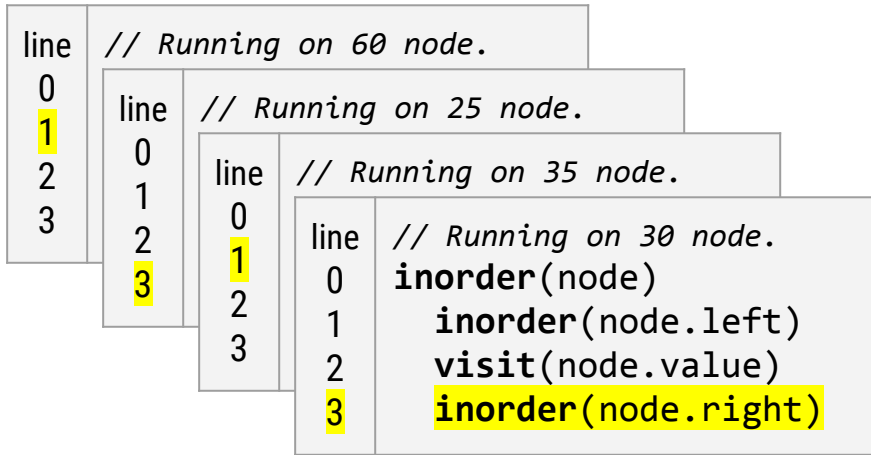 line
0
1
2
3
// Running on 60 node.
line
0
1
2
3
// Running on 25 node.
line
0
1
2
3
// Running on 35 node.
line
0
1
2
3
// Running on 30 node.
inorder(node)
inorder(node.left)
visit(node.value)
inorder(node.right)